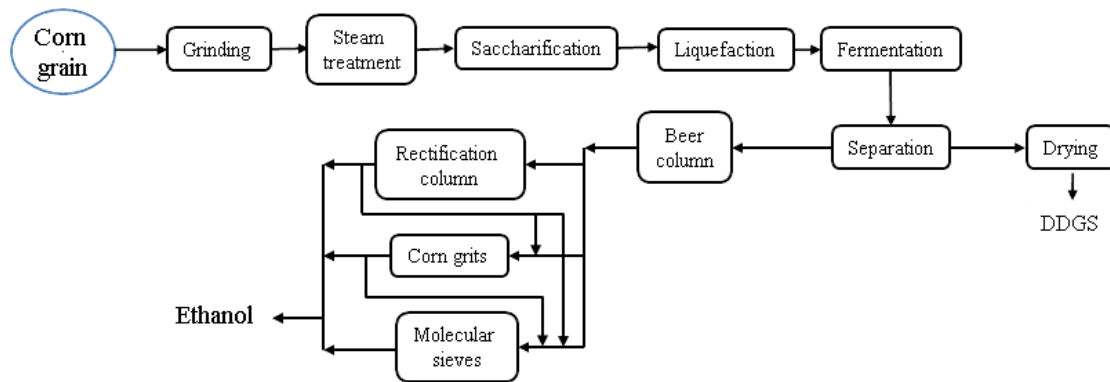 Corn
grain
Grinding
Steam
treatment
Saccharification
Liquefaction
Fermentation
Rectification
column
Beer
column
Separation
Drying
DDGS
Corn grits
Ethanol
Molecular
sieves